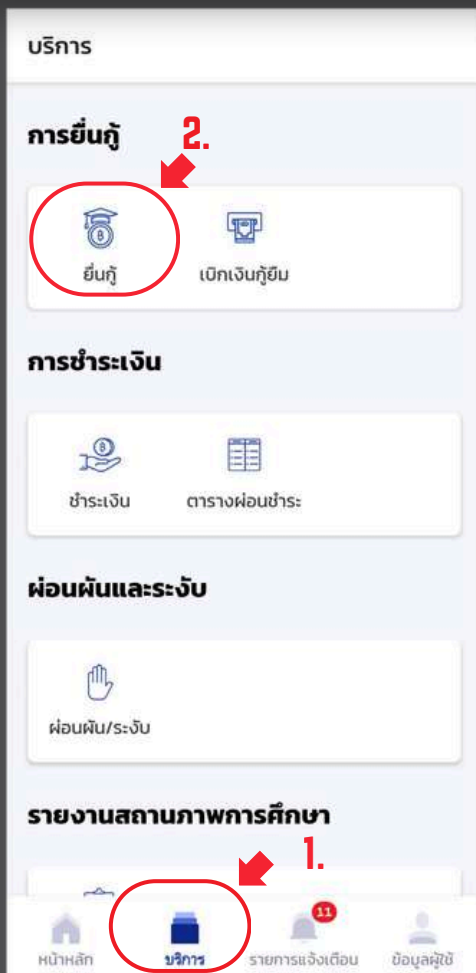 บริการ
การยื่นกู้ 2.
ยื่นกู้ เบิกเงินกู้ยืม
การชำระเงิน
ชำระเงิน ตารางผ่อนชำระ
ผ่อนผันและระงับ
ผ่อนผัน/ระงับ
รายงานสถานภาพการศึกษา
1.
11
หน้าหลัก บริการ รายการแจ้งเตือน ข้อมูลผู้ใช้